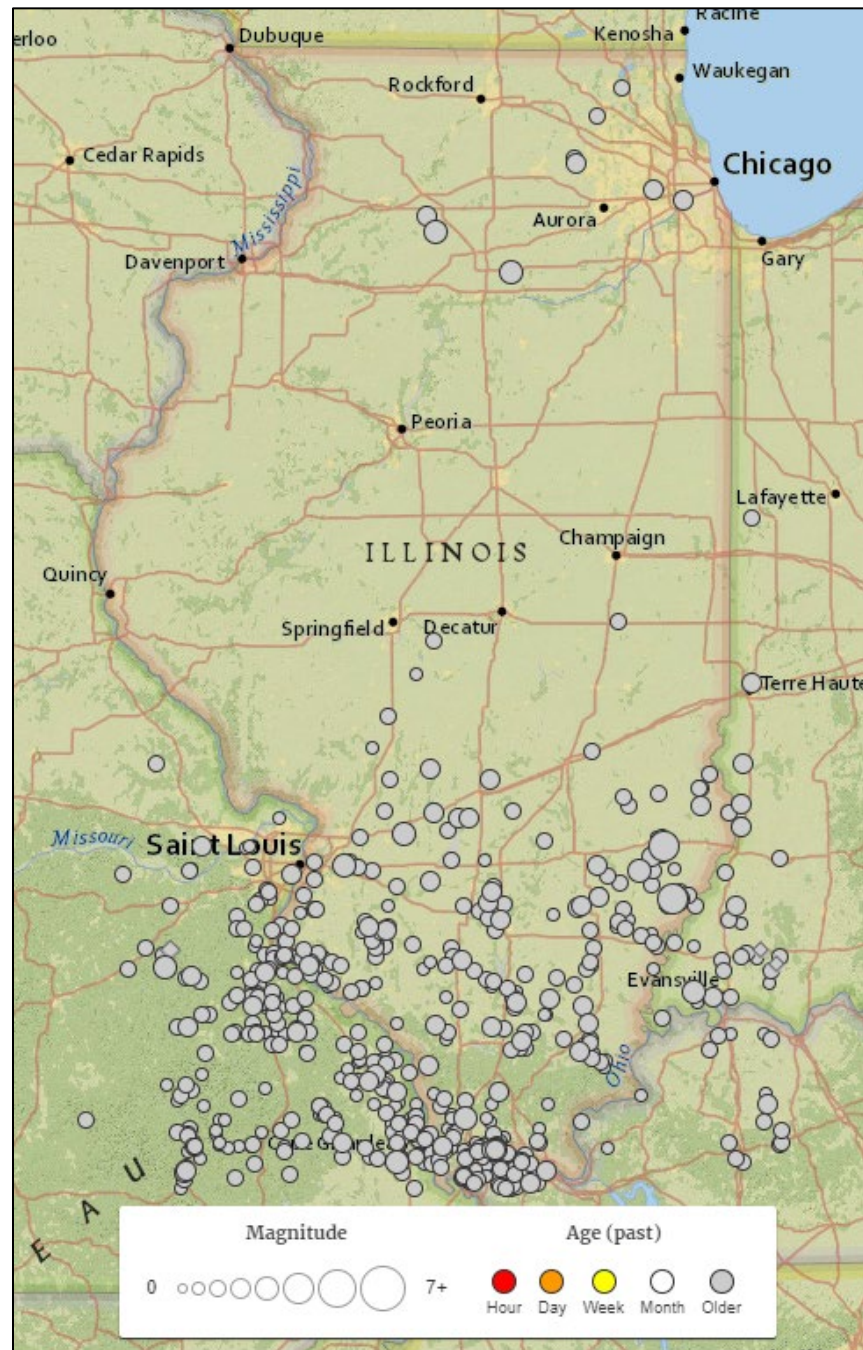 Racine
erloo
Dubuque
Kenosha
Rockford
Waukegan
Cedar Rapids
Chicago
Mississippi
Aurora
Davenport
Gary
Peoria
Lafayette
ILLINOIS
Champaign
Quincy
Springfield
Decatur
Terre Haute
Missouri
Saint Louis
Evansville
Ohio
E A U
Magnitude
Age (past)
0
7+
Hour
Day
Week
Month
Older